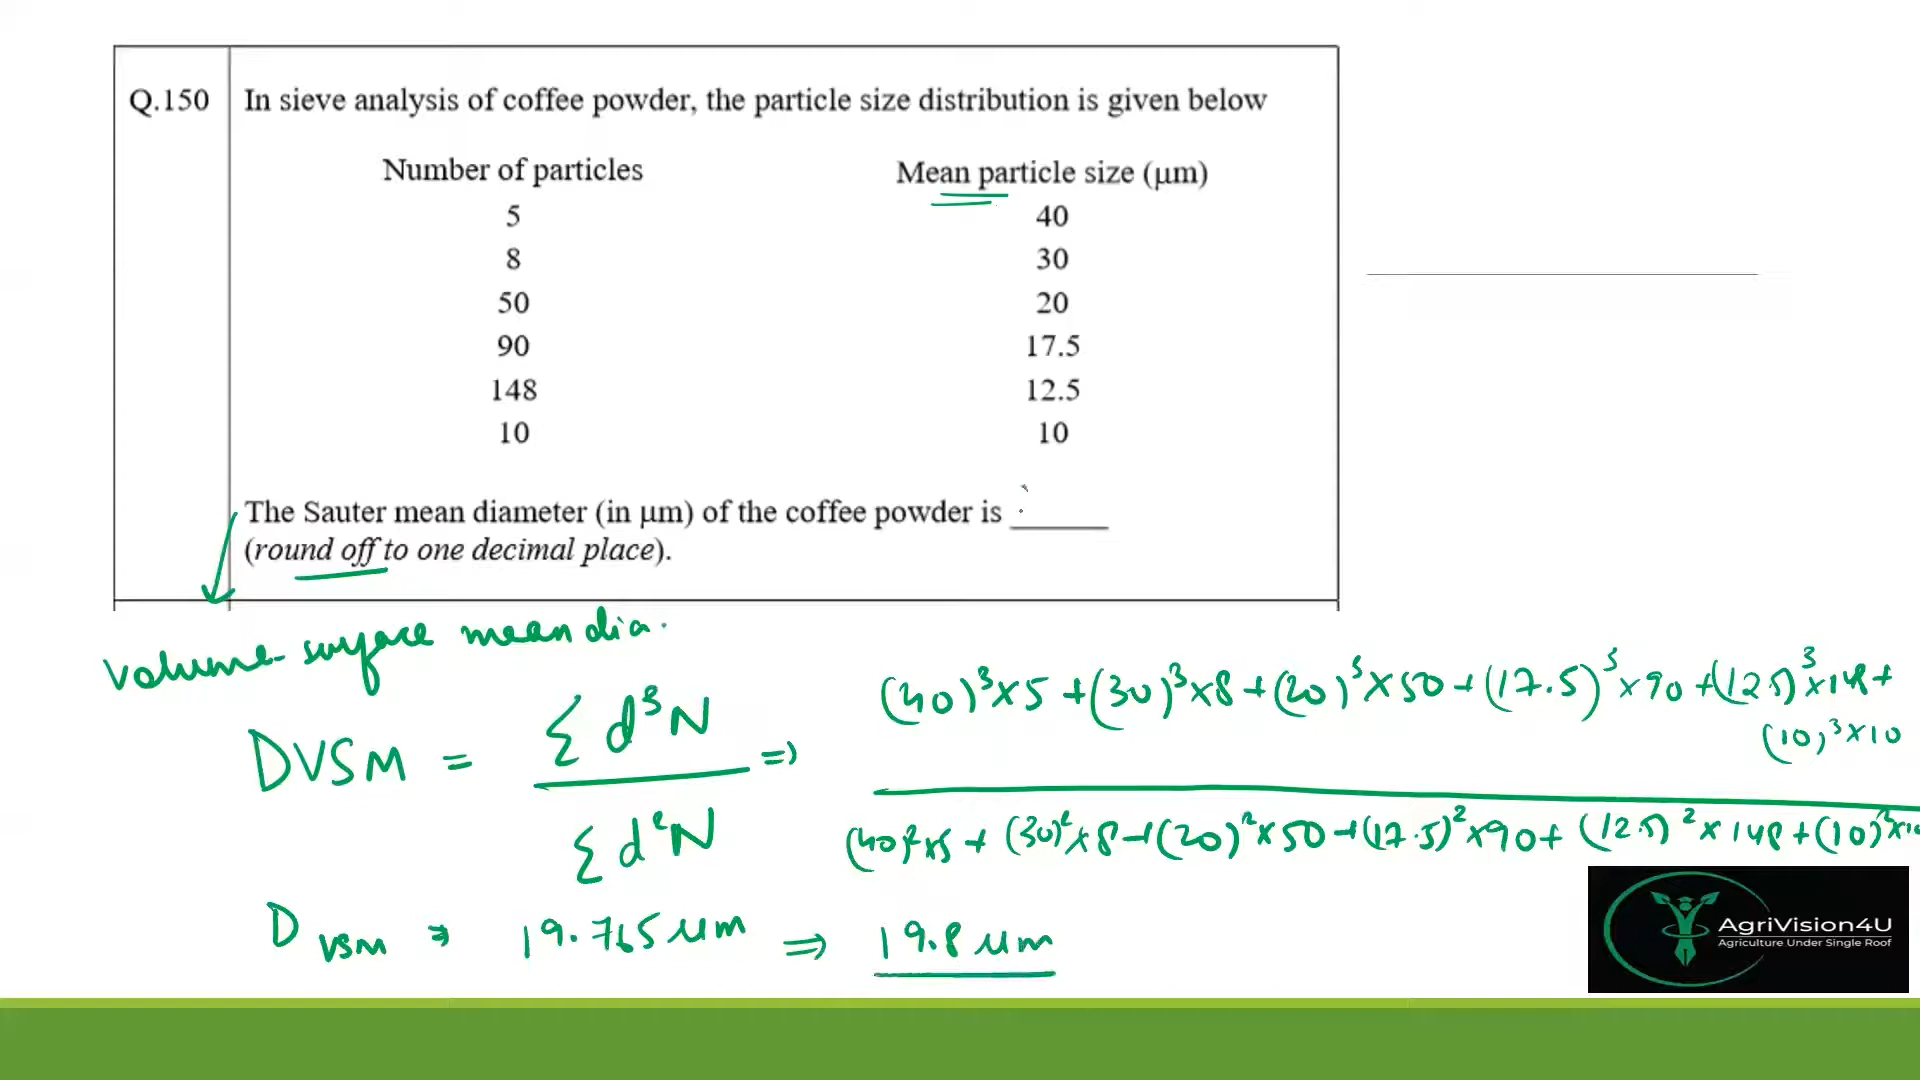 Q.150 In sieve analysis of coffee powder, the particle size distribution is given below
Number of particles Mean particle size (μm)
5 40
8 30
50 20
90 17.5
148 12.5
10 10
The Sauter mean diameter (in μm) of the coffee powder is ______
(round off to one decimal place).
volume-surface mean dia.
(40)³×5 +(30)³×8+(20)³×50+(17.5)³×90+(12.5)³×148+
(10)³×10
DVSM = Σd³N / Σd²N ⇒
(40)²×5 + (30)²×8+(20)²×50+(17.5)²×90+ (12.5)²×148+(10)²×10
D VSM ⇒ 19.765 μm ⇒ 19.8 μm
AgriVision4U
Agriculture Under Single Roof